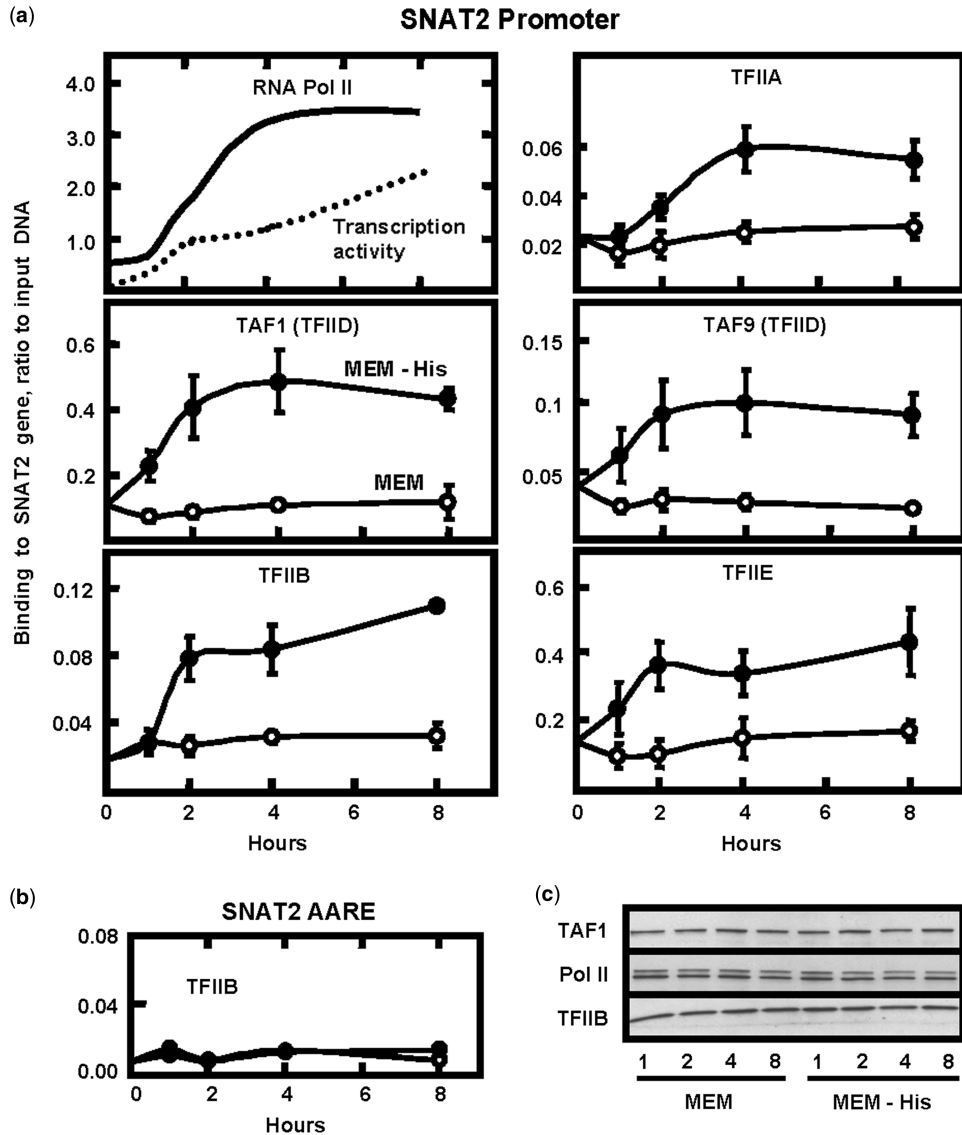 (a)
SNAT2 Promoter
Binding to SNAT2 gene, ratio to input DNA
RNA Pol II
4.0
3.0
2.0
1.0
Transcription
activity
TFIIA
0.06
0.04
0.02
TAF1 (TFIID)
0.6
0.4
0.2
MEM - His
MEM
TAF9 (TFIID)
0.15
0.1
0.05
TFIIB
0.12
0.08
0.04
0 2 4 6 8
Hours
TFIIE
0.6
0.4
0.2
0 2 4 6 8
Hours
(b)
SNAT2 AARE
0.08
0.04
0.00
TFIIB
0 2 4 6 8
Hours
(c)
TAF1
Pol II
TFIIB
1 2 4 8 1 2 4 8
MEM MEM - His